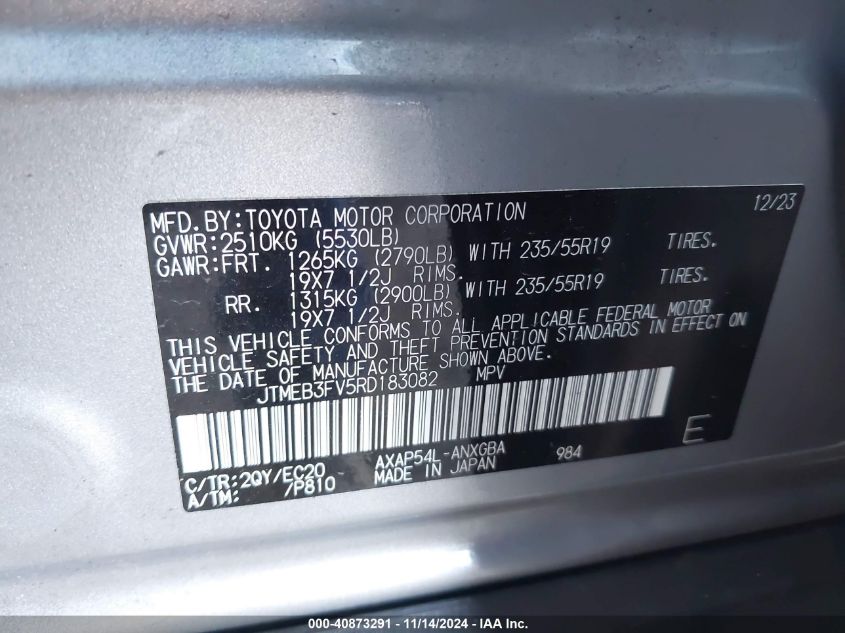 12/23
MFD.BY:TOYOTA MOTOR CORPORATION
GVWR:2510KG (5530LB)
GAWR:FRT. 1265KG (2790LB) WITH 235/55R19 TIRES.
19X7 1/2J RIMS.
RR. 1315KG (2900LB) WITH 235/55R19 TIRES.
19X7 1/2J RIMS.
THIS VEHICLE CONFORMS TO ALL APPLICABLE FEDERAL MOTOR
VEHICLE SAFETY AND THEFT PREVENTION STANDARDS IN EFFECT ON
THE DATE OF MANUFACTURE SHOWN ABOVE.
JTMEB3FV5RD183082 MPV
E
C/TR:2QY/EC20 AXAP54L-ANXGBA 984
A/TM: /P810 MADE IN JAPAN
000-40873291 - 11/14/2024 - IAA Inc.